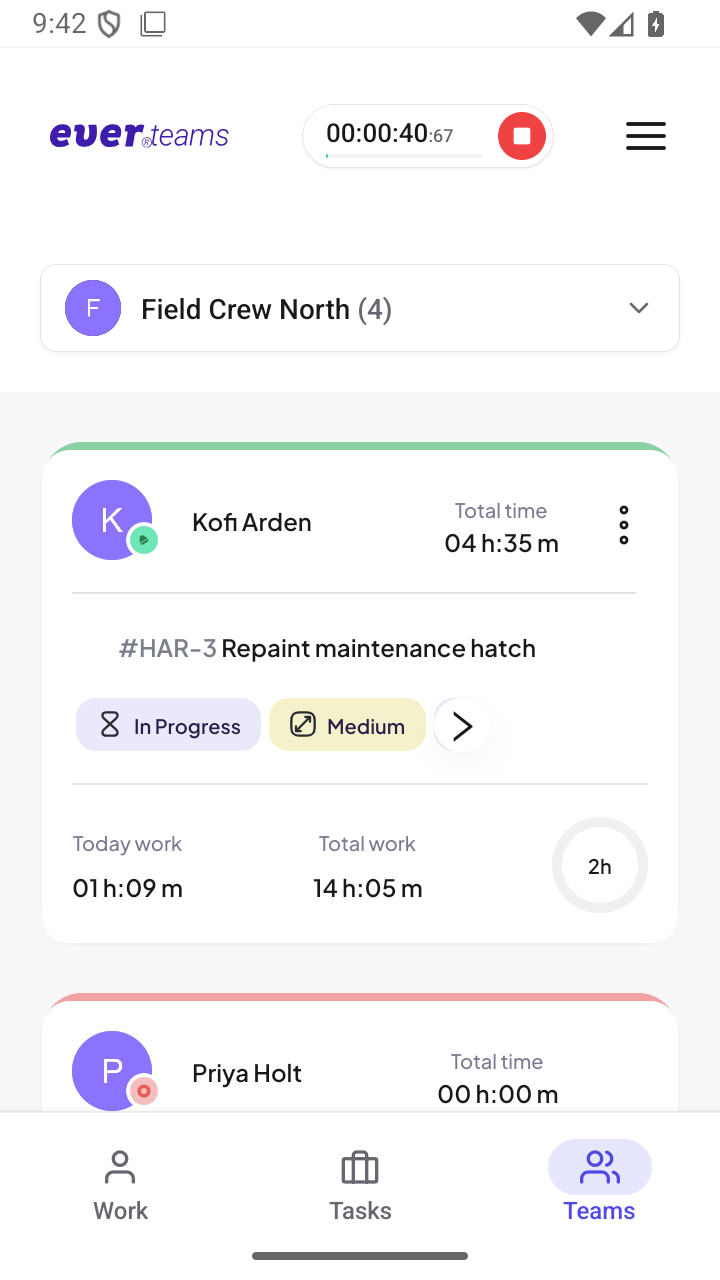 9:42
ever® teams
00:00:40:67
F
Field Crew North (4)
K
Kofi Arden
Total time
04 h:35 m
#HAR-3 Repaint maintenance hatch
In Progress
Medium
Today work
Total work
01 h:09 m
14 h:05 m
2h
P
Priya Holt
Total time
00 h:00 m
Work
Tasks
Teams